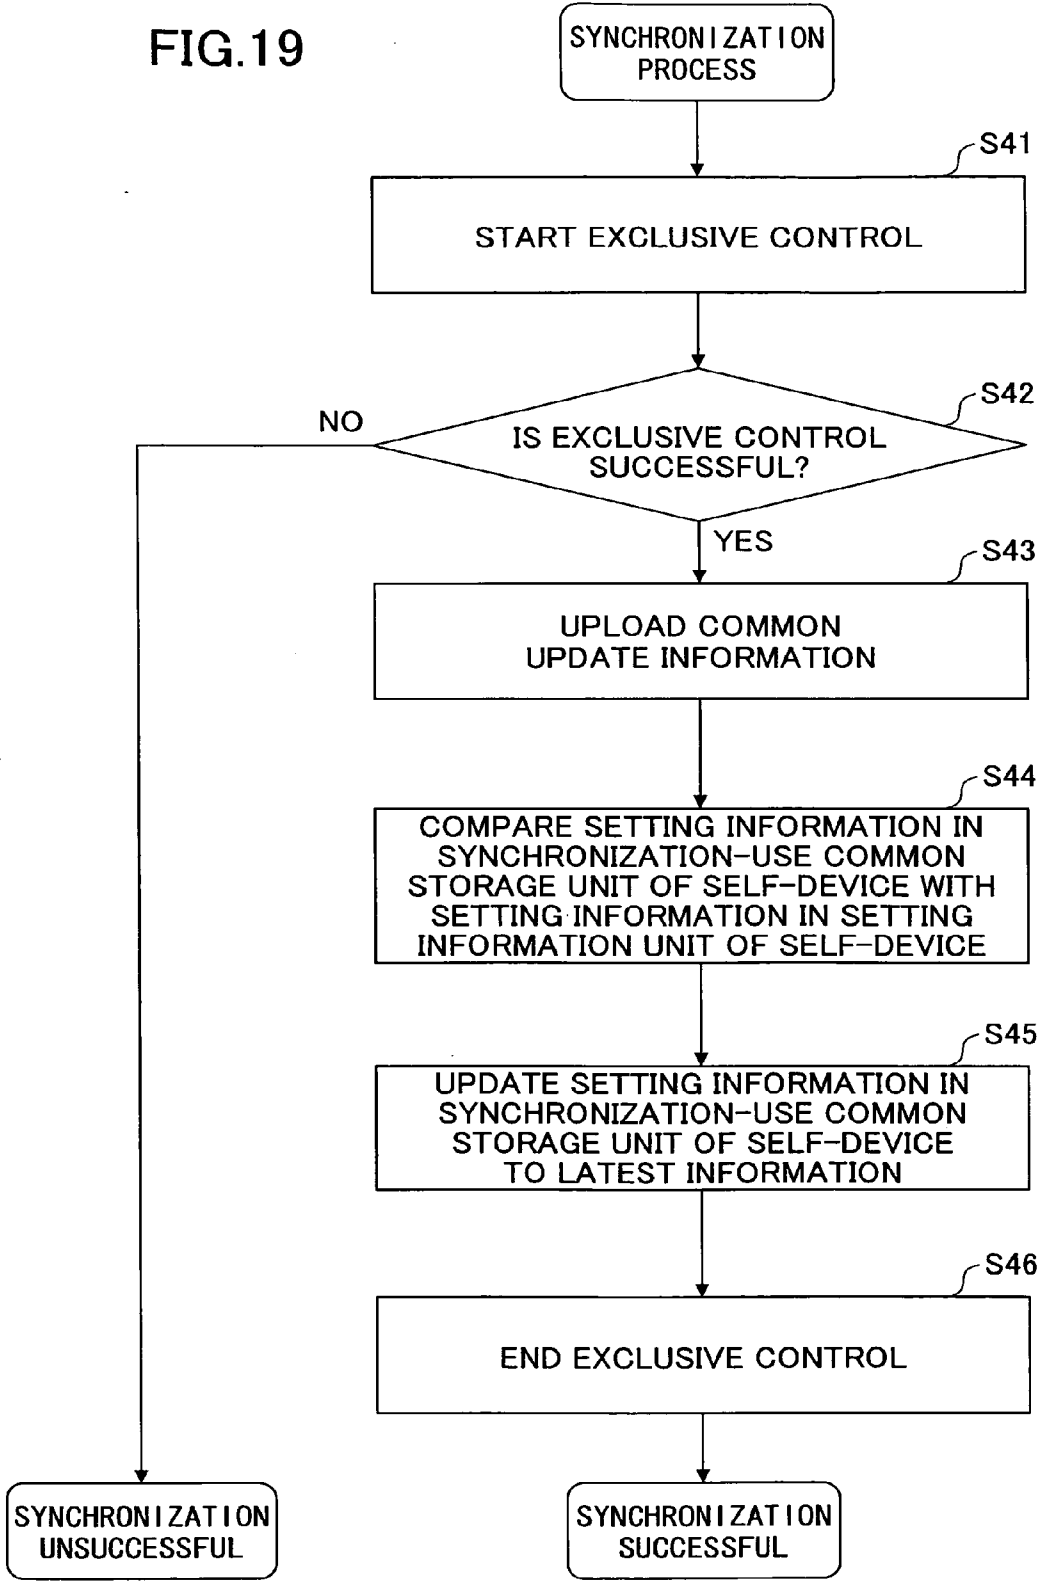 FIG.19
SYNCHRONIZATION
PROCESS
S41
START EXCLUSIVE CONTROL
S42
NO
IS EXCLUSIVE CONTROL
SUCCESSFUL?
YES
S43
UPLOAD COMMON
UPDATE INFORMATION
S44
COMPARE SETTING INFORMATION IN
SYNCHRONIZATION-USE COMMON
STORAGE UNIT OF SELF-DEVICE WITH
SETTING INFORMATION IN SETTING
INFORMATION UNIT OF SELF-DEVICE
S45
UPDATE SETTING INFORMATION IN
SYNCHRONIZATION-USE COMMON
STORAGE UNIT OF SELF-DEVICE
TO LATEST INFORMATION
S46
END EXCLUSIVE CONTROL
SYNCHRONIZATION
UNSUCCESSFUL
SYNCHRONIZATION
SUCCESSFUL